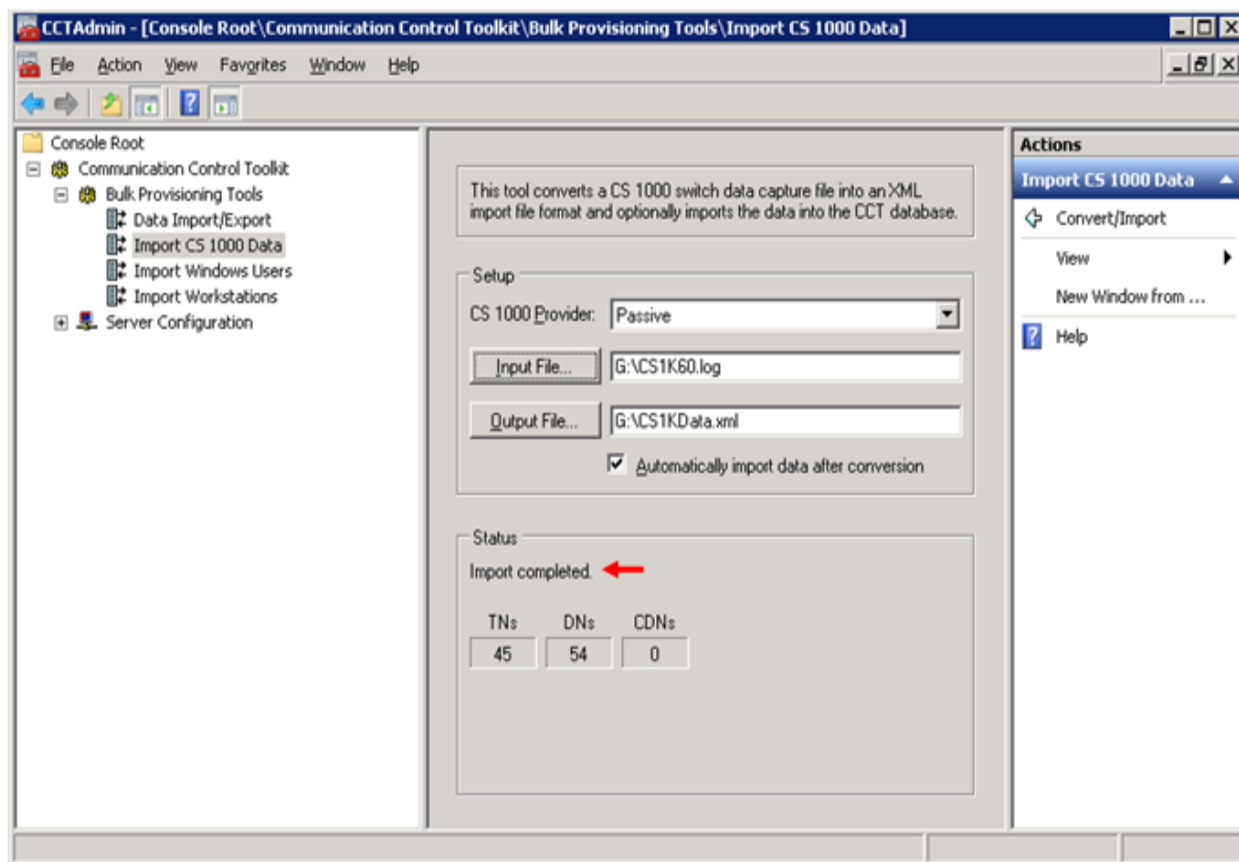 CCTAdmin - [Console Root\Communication Control Toolkit\Bulk Provisioning Tools\Import CS 1000 Data]
File Action View Favorites Window Help
Console Root
Communication Control Toolkit
Bulk Provisioning Tools
Data Import/Export
Import CS 1000 Data
Import Windows Users
Import Workstations
Server Configuration
This tool converts a CS 1000 switch data capture file into an XML
import file format and optionally imports the data into the CCT database.
Setup
CS 1000 Provider: Passive
Input File... G:\CS1K60.log
Output File... G:\CS1KData.xml
Automatically import data after conversion
Status
Import completed.
TNs DNs CDNs
45 54 0
Actions
Import CS 1000 Data
Convert/Import
View
New Window from ...
Help